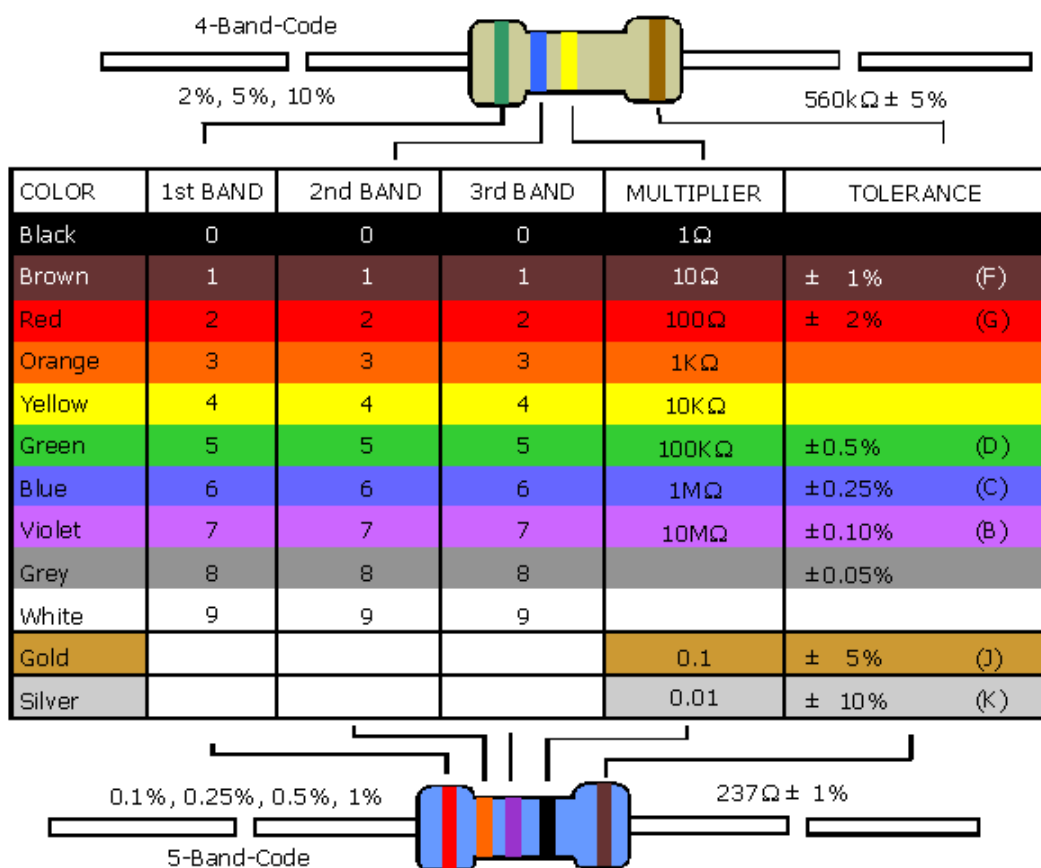 4-Band-Code
2%, 5%, 10%
560kΩ ± 5%
COLOR 1st BAND 2nd BAND 3rd BAND MULTIPLIER TOLERANCE
Black 0 0 0 1Ω
Brown 1 1 1 10Ω ± 1% (F)
Red 2 2 2 100Ω ± 2% (G)
Orange 3 3 3 1KΩ
Yellow 4 4 4 10KΩ
Green 5 5 5 100KΩ ±0.5% (D)
Blue 6 6 6 1MΩ ±0.25% (C)
Violet 7 7 7 10MΩ ±0.10% (B)
Grey 8 8 8 ±0.05%
White 9 9 9
Gold 0.1 ± 5% (J)
Silver 0.01 ± 10% (K)
0.1%, 0.25%, 0.5%, 1%
237Ω ± 1%
5-Band-Code